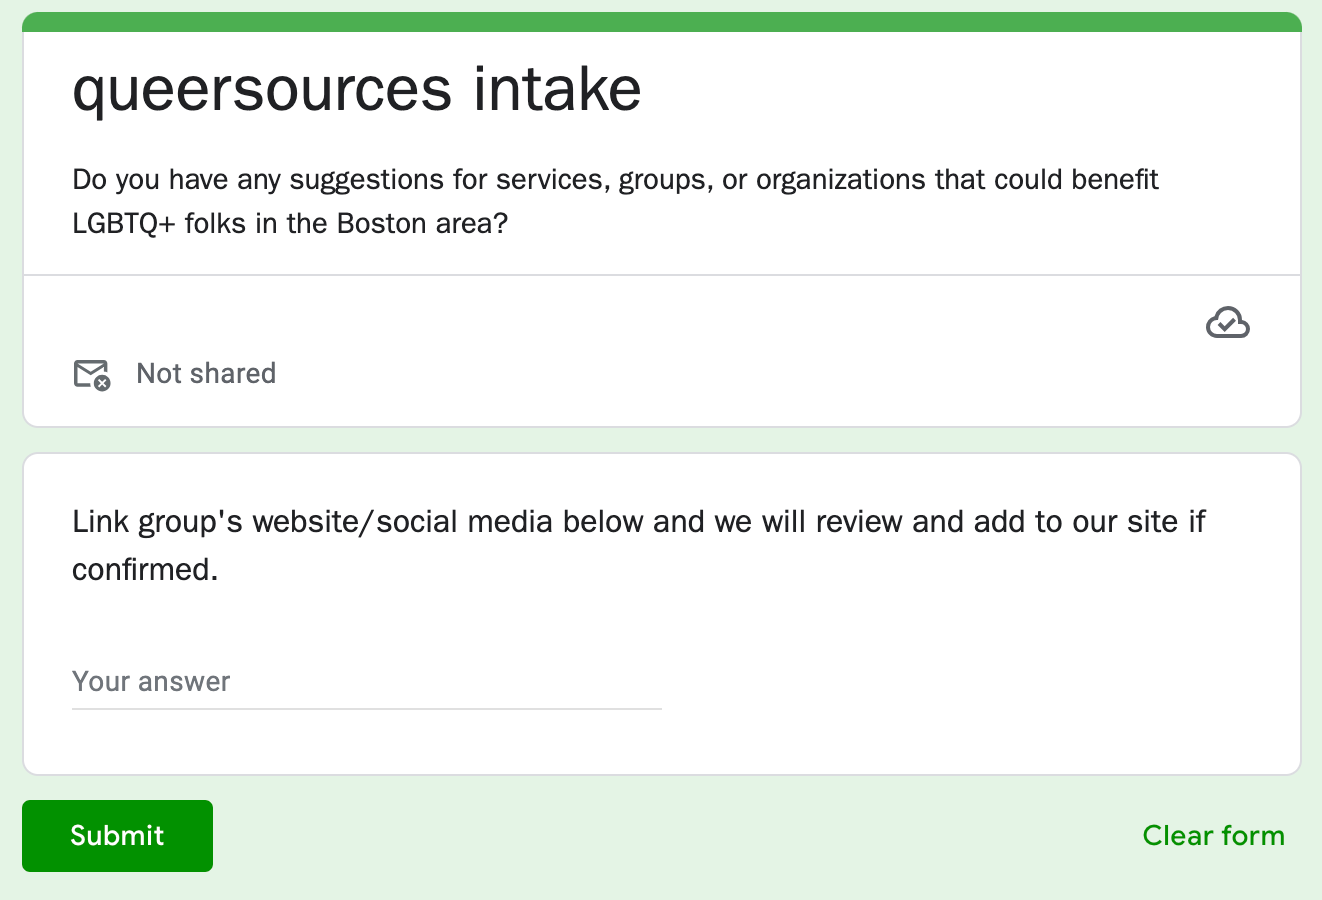 queersources intake
Do you have any suggestions for services, groups, or organizations that could benefit
LGBTQ+ folks in the Boston area?
Not shared
Link group's website/social media below and we will review and add to our site if
confirmed.
Your answer
Submit
Clear form